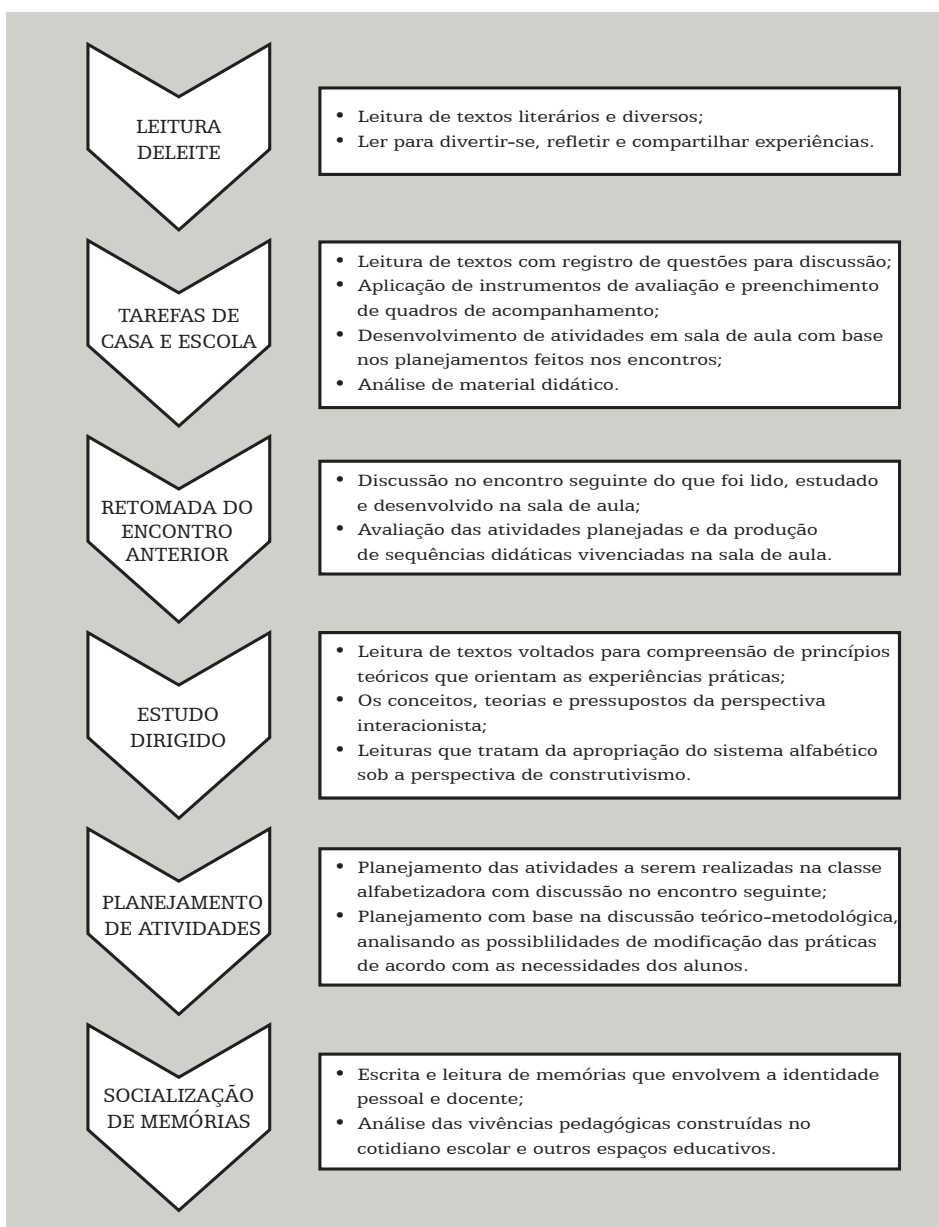 LEITURA
DELEITE
• Leitura de textos literários e diversos;
• Ler para divertir-se, refletir e compartilhar experiências.
TAREFAS DE
CASA E ESCOLA
• Leitura de textos com registro de questões para discussão;
• Aplicação de instrumentos de avaliação e preenchimento
de quadros de acompanhamento;
• Desenvolvimento de atividades em sala de aula com base
nos planejamentos feitos nos encontros;
• Análise de material didático.
RETOMADA DO
ENCONTRO
ANTERIOR
• Discussão no encontro seguinte do que foi lido, estudado
e desenvolvido na sala de aula;
• Avaliação das atividades planejadas e da produção
de sequências didáticas vivenciadas na sala de aula.
ESTUDO
DIRIGIDO
• Leitura de textos voltados para compreensão de princípios
teóricos que orientam as experiências práticas;
• Os conceitos, teorias e pressupostos da perspectiva
interacionista;
• Leituras que tratam da apropriação do sistema alfabético
sob a perspectiva de construtivismo.
PLANEJAMENTO
DE ATIVIDADES
• Planejamento das atividades a serem realizadas na classe
alfabetizadora com discussão no encontro seguinte;
• Planejamento com base na discussão teórico-metodológica,
analisando as possiblilidades de modificação das práticas
de acordo com as necessidades dos alunos.
SOCIALIZAÇÃO
DE MEMÓRIAS
• Escrita e leitura de memórias que envolvem a identidade
pessoal e docente;
• Análise das vivências pedagógicas construídas no
cotidiano escolar e outros espaços educativos.